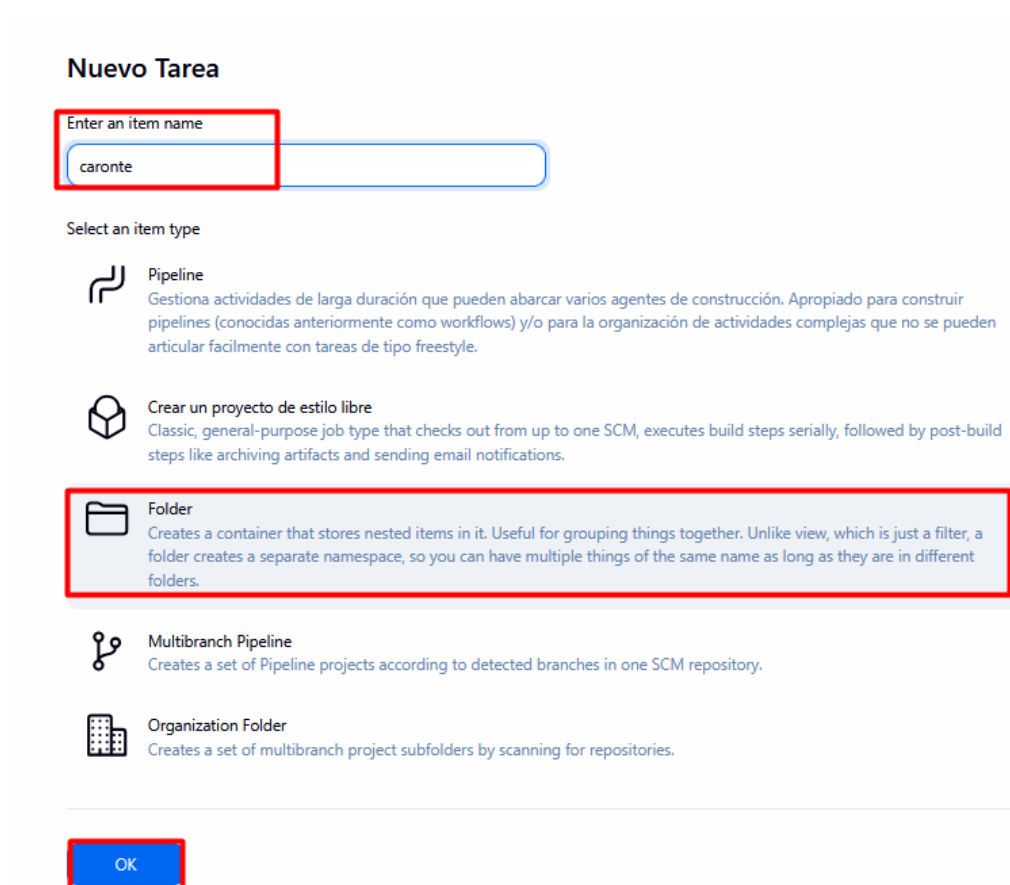 Nuevo Tarea
Enter an item name
caronte
Select an item type
Pipeline
Gestiona actividades de larga duración que pueden abarcar varios agentes de construcción. Apropiado para construir
pipelines (conocidas anteriormente como workflows) y/o para la organización de actividades complejas que no se pueden
articular facilmente con tareas de tipo freestyle.
Crear un proyecto de estilo libre
Classic, general-purpose job type that checks out from up to one SCM, executes build steps serially, followed by post-build
steps like archiving artifacts and sending email notifications.
Folder
Creates a container that stores nested items in it. Useful for grouping things together. Unlike view, which is just a filter, a
folder creates a separate namespace, so you can have multiple things of the same name as long as they are in different
folders.
Multibranch Pipeline
Creates a set of Pipeline projects according to detected branches in one SCM repository.
Organization Folder
Creates a set of multibranch project subfolders by scanning for repositories.
OK